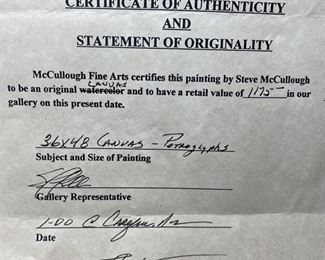 CERTIFICATE OF AUTHENTICITY
AND
STATEMENT OF ORIGINALITY
McCullough Fine Arts certifies this painting by Steve McCullough
CANVAS
to be an original watercolor and to have a retail value of 1175- in our
gallery on this present date.
36x48 CANVAS - Petroglyphs
Subject and Size of Painting
Gallery Representative
1-00 @
Date